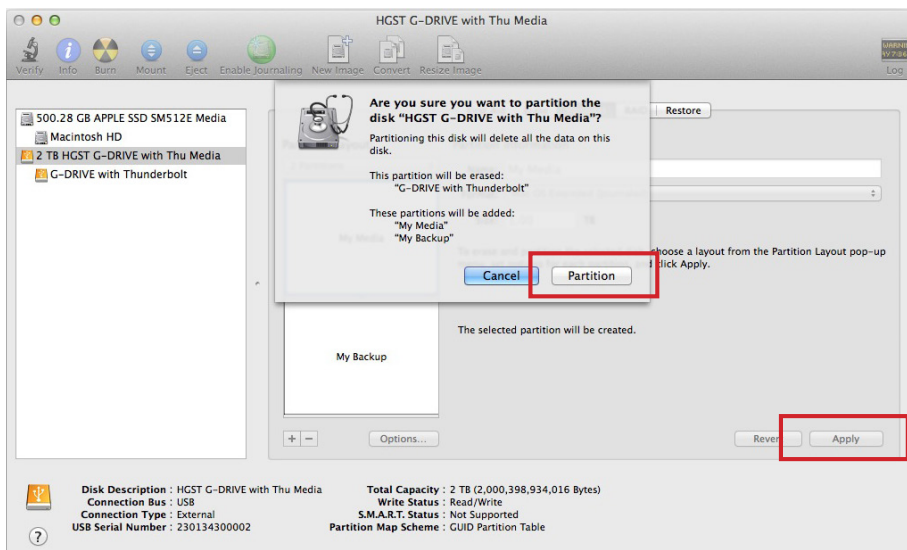 HGST G-DRIVE with Thu Media
Verify Info Burn Mount Eject Enable Journaling New Image Convert Resize Image Log
500.28 GB APPLE SSD SM512E Media
Macintosh HD
2 TB HGST G-DRIVE with Thu Media
G-DRIVE with Thunderbolt
Are you sure you want to partition the
disk “HGST G-DRIVE with Thu Media”?
Partitioning this disk will delete all the data on this
disk.
This partition will be erased:
“G-DRIVE with Thunderbolt”
These partitions will be added:
“My Media”
“My Backup”
Cancel Partition
Restore
choose a layout from the Partition Layout pop-up
click Apply.
The selected partition will be created.
My Backup
+ − Options... Apply
Disk Description : HGST G-DRIVE with Thu Media
Connection Bus : USB
Connection Type : External
USB Serial Number : 230134300002
Total Capacity : 2 TB (2,000,398,934,016 Bytes)
Write Status : Read/Write
S.M.A.R.T. Status : Not Supported
Partition Map Scheme : GUID Partition Table
?